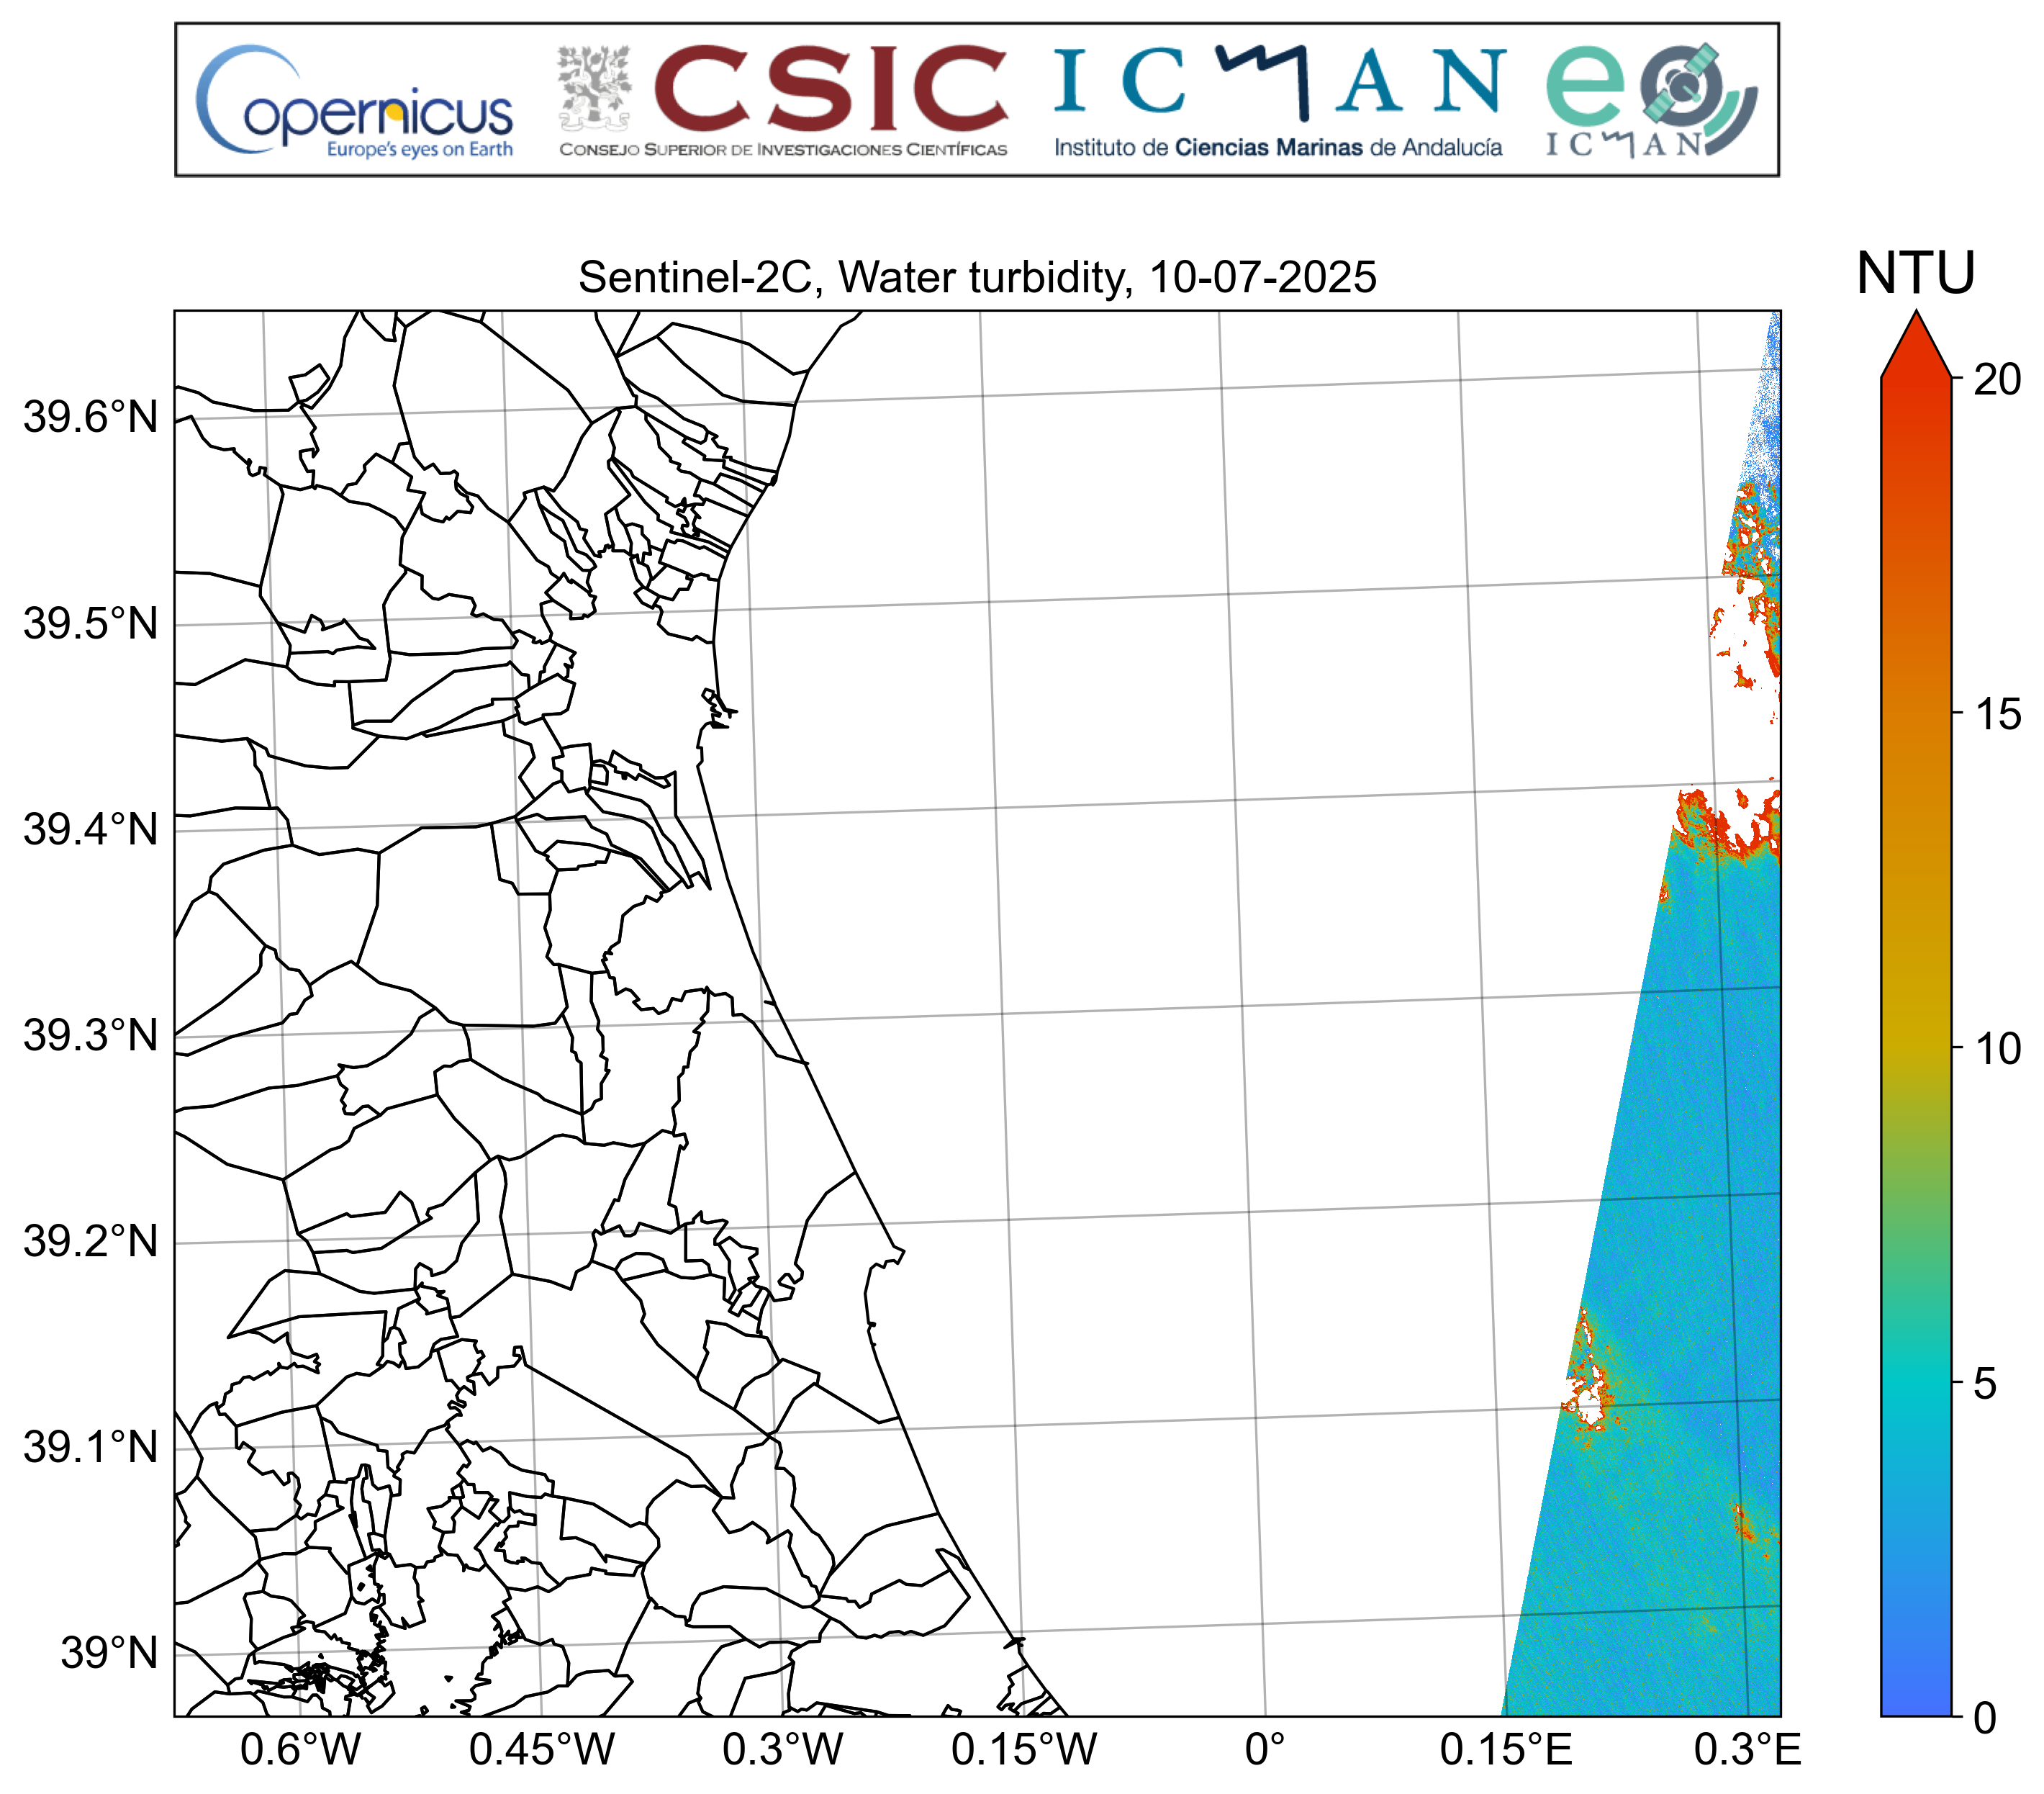 Copernicus
Europe's eyes on Earth
CSIC
CONSEJO SUPERIOR DE INVESTIGACIONES CIENTÍFICAS
ICMAN
Instituto de Ciencias Marinas de Andalucía
eo
ICMAN
Sentinel-2C, Water turbidity, 10-07-2025
NTU
39.6°N
39.5°N
39.4°N
39.3°N
39.2°N
39.1°N
39°N
0.6°W 0.45°W 0.3°W 0.15°W 0° 0.15°E 0.3°E
20
15
10
5
0